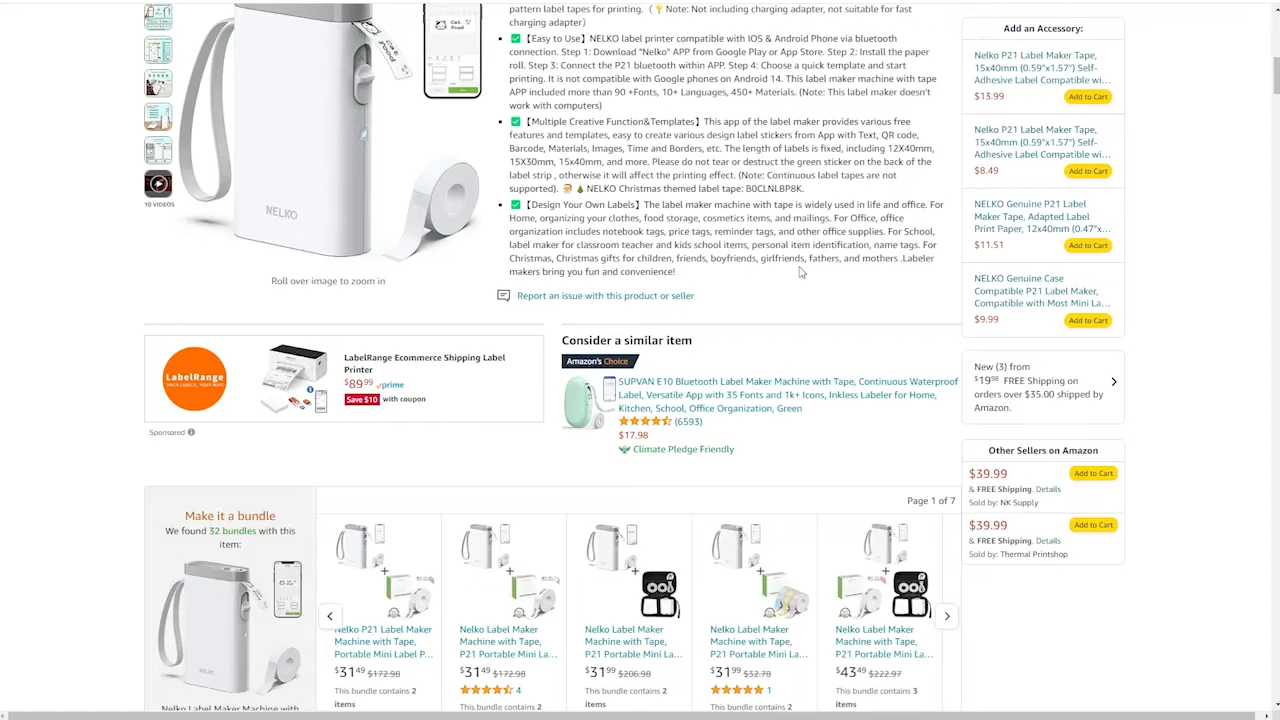 pattern label tapes for printing.（💡Note: Not including charging adapter, not suitable for fast
charging adapter）
✅【Easy to Use】NELKO label printer compatible with IOS & Android Phone via bluetooth
connection. Step 1: Download "Nelko" APP from Google Play or App Store. Step 2: Install the paper
roll. Step 3: Connect the P21 bluetooth within APP. Step 4: Choose a quick template and start
printing. It is not compatible with Google phones on Android 14. This label maker machine with tape
APP included more than 90 +Fonts, 10+ Languages, 450+ Materials. (Note: This label maker doesn't
work with computers)
✅【Multiple Creative Function&Templates】This app of the label maker provides various free
features and templates, easy to create various design label stickers from App with Text, QR code,
Barcode, Materials, Images, Time and Borders, etc. The length of labels is fixed, including 12X40mm,
15X30mm, 15x40mm, and more. Please do not tear or destruct the green sticker on the back of the
label strip , otherwise it will affect the printing effect. (Note: Continuous label tapes are not
supported). 🎅 🎄 NELKO Christmas themed label tape: B0CLNLBP8K.
✅【Design Your Own Labels】The label maker machine with tape is widely used in life and office. For
Home, organizing your clothes, food storage, cosmetics items, and mailings. For Office, office
organization includes notebook tags, price tags, reminder tags, and other office supplies. For School,
label maker for classroom teacher and kids school items, personal item identification, name tags. For
Christmas, Christmas gifts for children, friends, boyfriends, girlfriends, fathers, and mothers .Labeler
makers bring you fun and convenience!
Report an issue with this product or seller
Cat
Food
NELKO
10 VIDEOS
Roll over image to zoom in
LabelRange
YOUR LABELS, YOUR WAY!
LabelRange Ecommerce Shipping Label
Printer
$89⁹⁹ prime
Save $10 with coupon
Sponsored
Consider a similar item
Amazon's Choice
SUPVAN E10 Bluetooth Label Maker Machine with Tape, Continuous Waterproof
Label, Versatile App with 35 Fonts and 1k+ Icons, Inkless Labeler for Home,
Kitchen, School, Office Organization, Green
(6593)
$17.98
Climate Pledge Friendly
Add an Accessory:
Nelko P21 Label Maker Tape,
15x40mm (0.59"x1.57") Self-
Adhesive Label Compatible wi...
$13.99 Add to Cart
Nelko P21 Label Maker Tape,
15x40mm (0.59"x1.57") Self-
Adhesive Label Compatible wi...
$8.49 Add to Cart
NELKO Genuine P21 Label
Maker Tape, Adapted Label
Print Paper, 12x40mm (0.47"x...
$11.51 Add to Cart
NELKO Genuine Case
Compatible P21 Label Maker,
Compatible with Most Mini La...
$9.99 Add to Cart
New (3) from
$19⁹⁸ FREE Shipping on
orders over $35.00 shipped by
Amazon.
Other Sellers on Amazon
$39.99 Add to Cart
& FREE Shipping. Details
Sold by: NK Supply
$39.99 Add to Cart
& FREE Shipping. Details
Sold by: Thermal Printshop
Page 1 of 7
Make it a bundle
We found 32 bundles with this
item:
NELKO
Nelko Label Maker Machine with
Nelko P21 Label Maker
Machine with Tape,
Portable Mini Label P...
$31⁴⁹ $172.98
This bundle contains 2
items
Nelko Label Maker
Machine with Tape,
P21 Portable Mini La...
$31⁴⁹ $172.98
4
This bundle contains 2
Nelko Label Maker
Machine with Tape,
P21 Portable Mini La...
$31⁹⁹ $206.98
This bundle contains 2
items
Nelko Label Maker
Machine with Tape,
P21 Portable Mini La...
$31⁹⁹ $32.78
1
This bundle contains 2
Nelko Label Maker
Machine with Tape,
P21 Portable Mini La...
$43⁴⁹ $222.97
This bundle contains 3
items